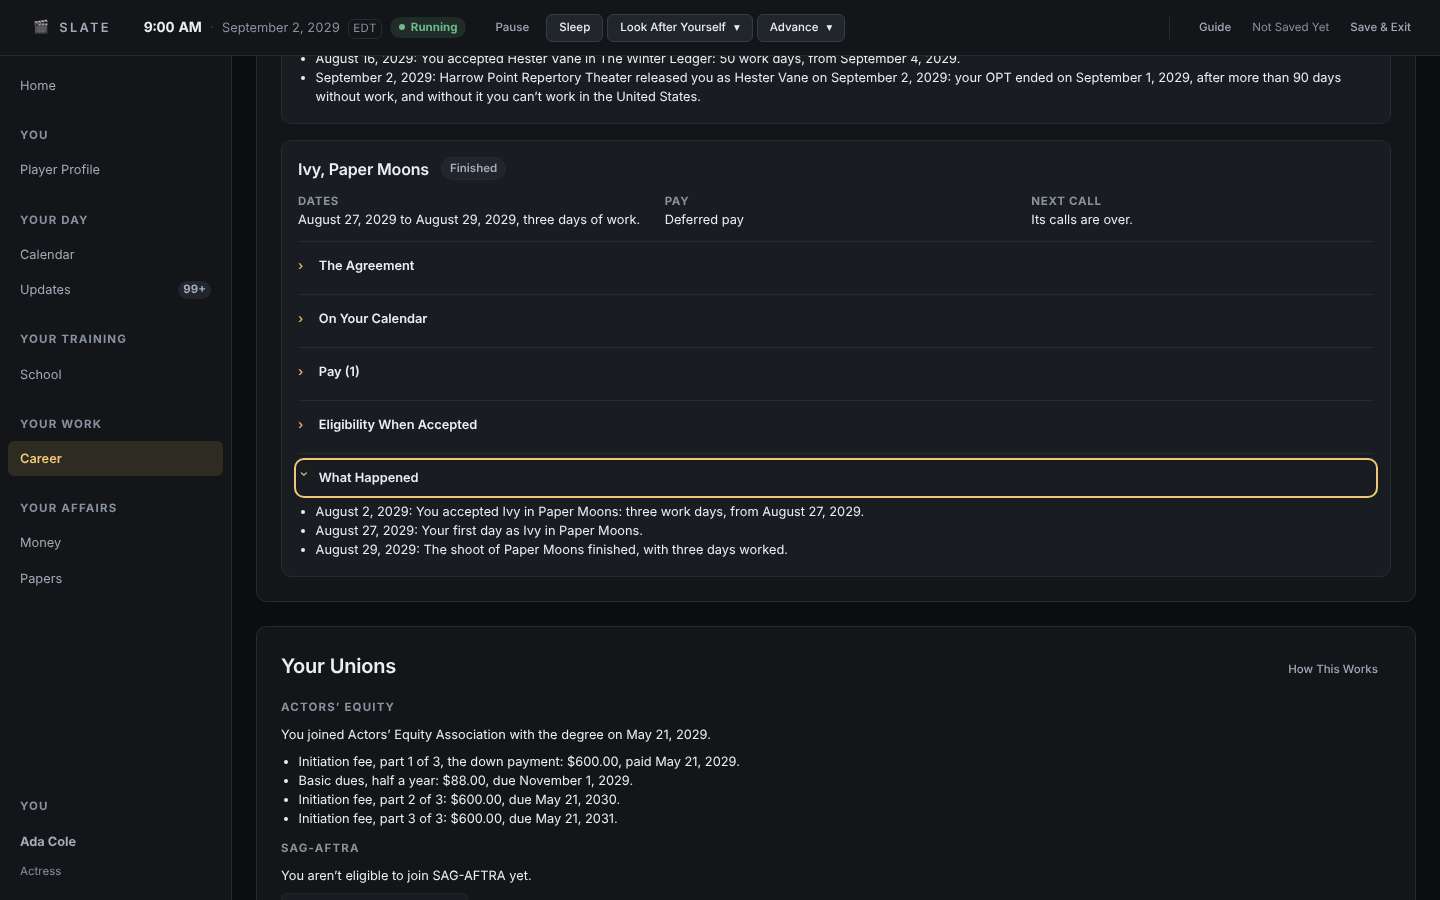 SLATE
9:00 AM · September 2, 2029 EDT Running
Pause
Sleep
Look After Yourself ▾
Advance ▾
Guide
Not Saved Yet
Save & Exit
Home
YOU
Player Profile
YOUR DAY
Calendar
Updates 99+
YOUR TRAINING
School
YOUR WORK
Career
YOUR AFFAIRS
Money
Papers
YOU
Ada Cole
Actress
• August 16, 2029: You accepted Hester Vane in The Winter Ledger: 50 work days, from September 4, 2029.
• September 2, 2029: Harrow Point Repertory Theater released you as Hester Vane on September 2, 2029: your OPT ended on September 1, 2029, after more than 90 days
without work, and without it you can’t work in the United States.
Ivy, Paper Moons Finished
DATES
August 27, 2029 to August 29, 2029, three days of work.
PAY
Deferred pay
NEXT CALL
Its calls are over.
› The Agreement
› On Your Calendar
› Pay (1)
› Eligibility When Accepted
What Happened
• August 2, 2029: You accepted Ivy in Paper Moons: three work days, from August 27, 2029.
• August 27, 2029: Your first day as Ivy in Paper Moons.
• August 29, 2029: The shoot of Paper Moons finished, with three days worked.
Your Unions
How This Works
ACTORS’ EQUITY
You joined Actors’ Equity Association with the degree on May 21, 2029.
• Initiation fee, part 1 of 3, the down payment: $600.00, paid May 21, 2029.
• Basic dues, half a year: $88.00, due November 1, 2029.
• Initiation fee, part 2 of 3: $600.00, due May 21, 2030.
• Initiation fee, part 3 of 3: $600.00, due May 21, 2031.
SAG-AFTRA
You aren’t eligible to join SAG-AFTRA yet.